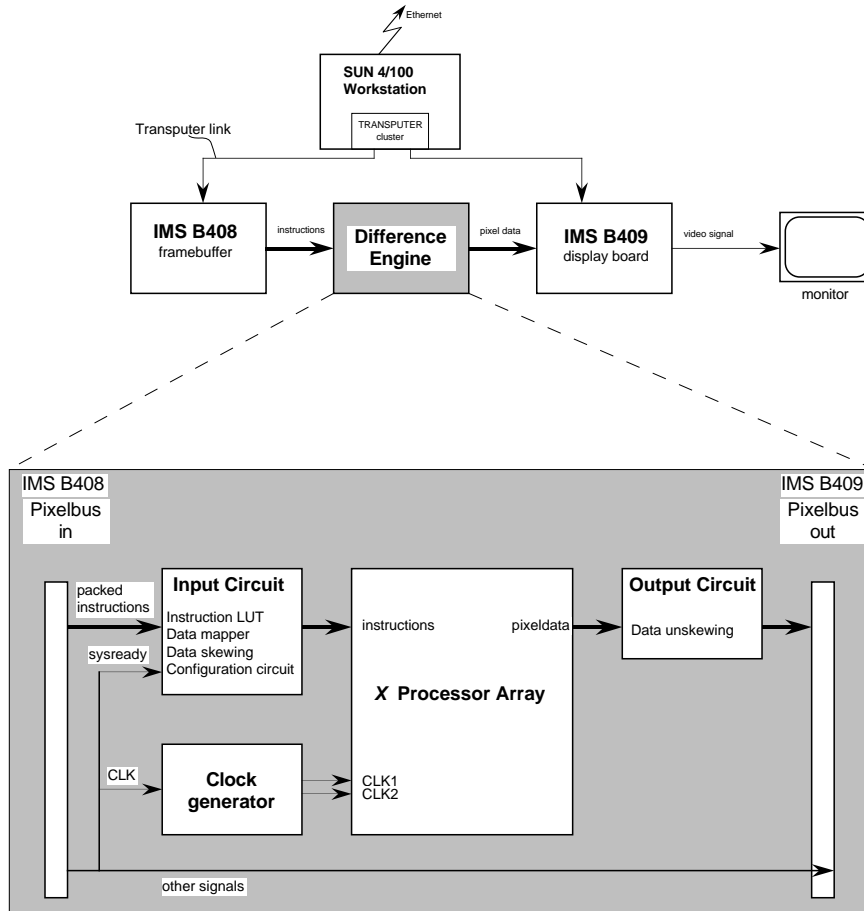 Ethernet
SUN 4/100
Workstation
TRANSPUTER
cluster
Transputer link
IMS B408
framebuffer
instructions
Difference
Engine
pixel data
IMS B409
display board
video signal
monitor
IMS B408
Pixelbus
in
IMS B409
Pixelbus
out
packed
instructions
sysready
Input Circuit
Instruction LUT
Data mapper
Data skewing
Configuration circuit
instructions
pixeldata
X Processor Array
Output Circuit
Data unskewing
CLK
Clock
generator
CLK1
CLK2
other signals